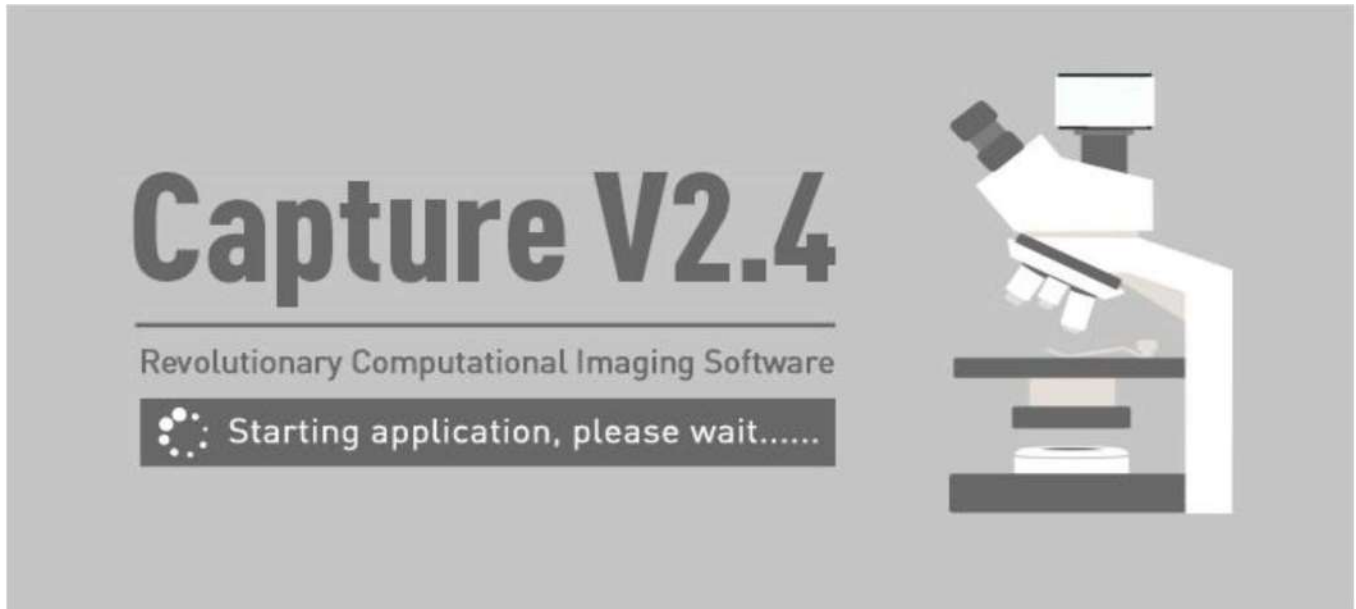 Capture V2.4
Revolutionary Computational Imaging Software
Starting application, please wait......